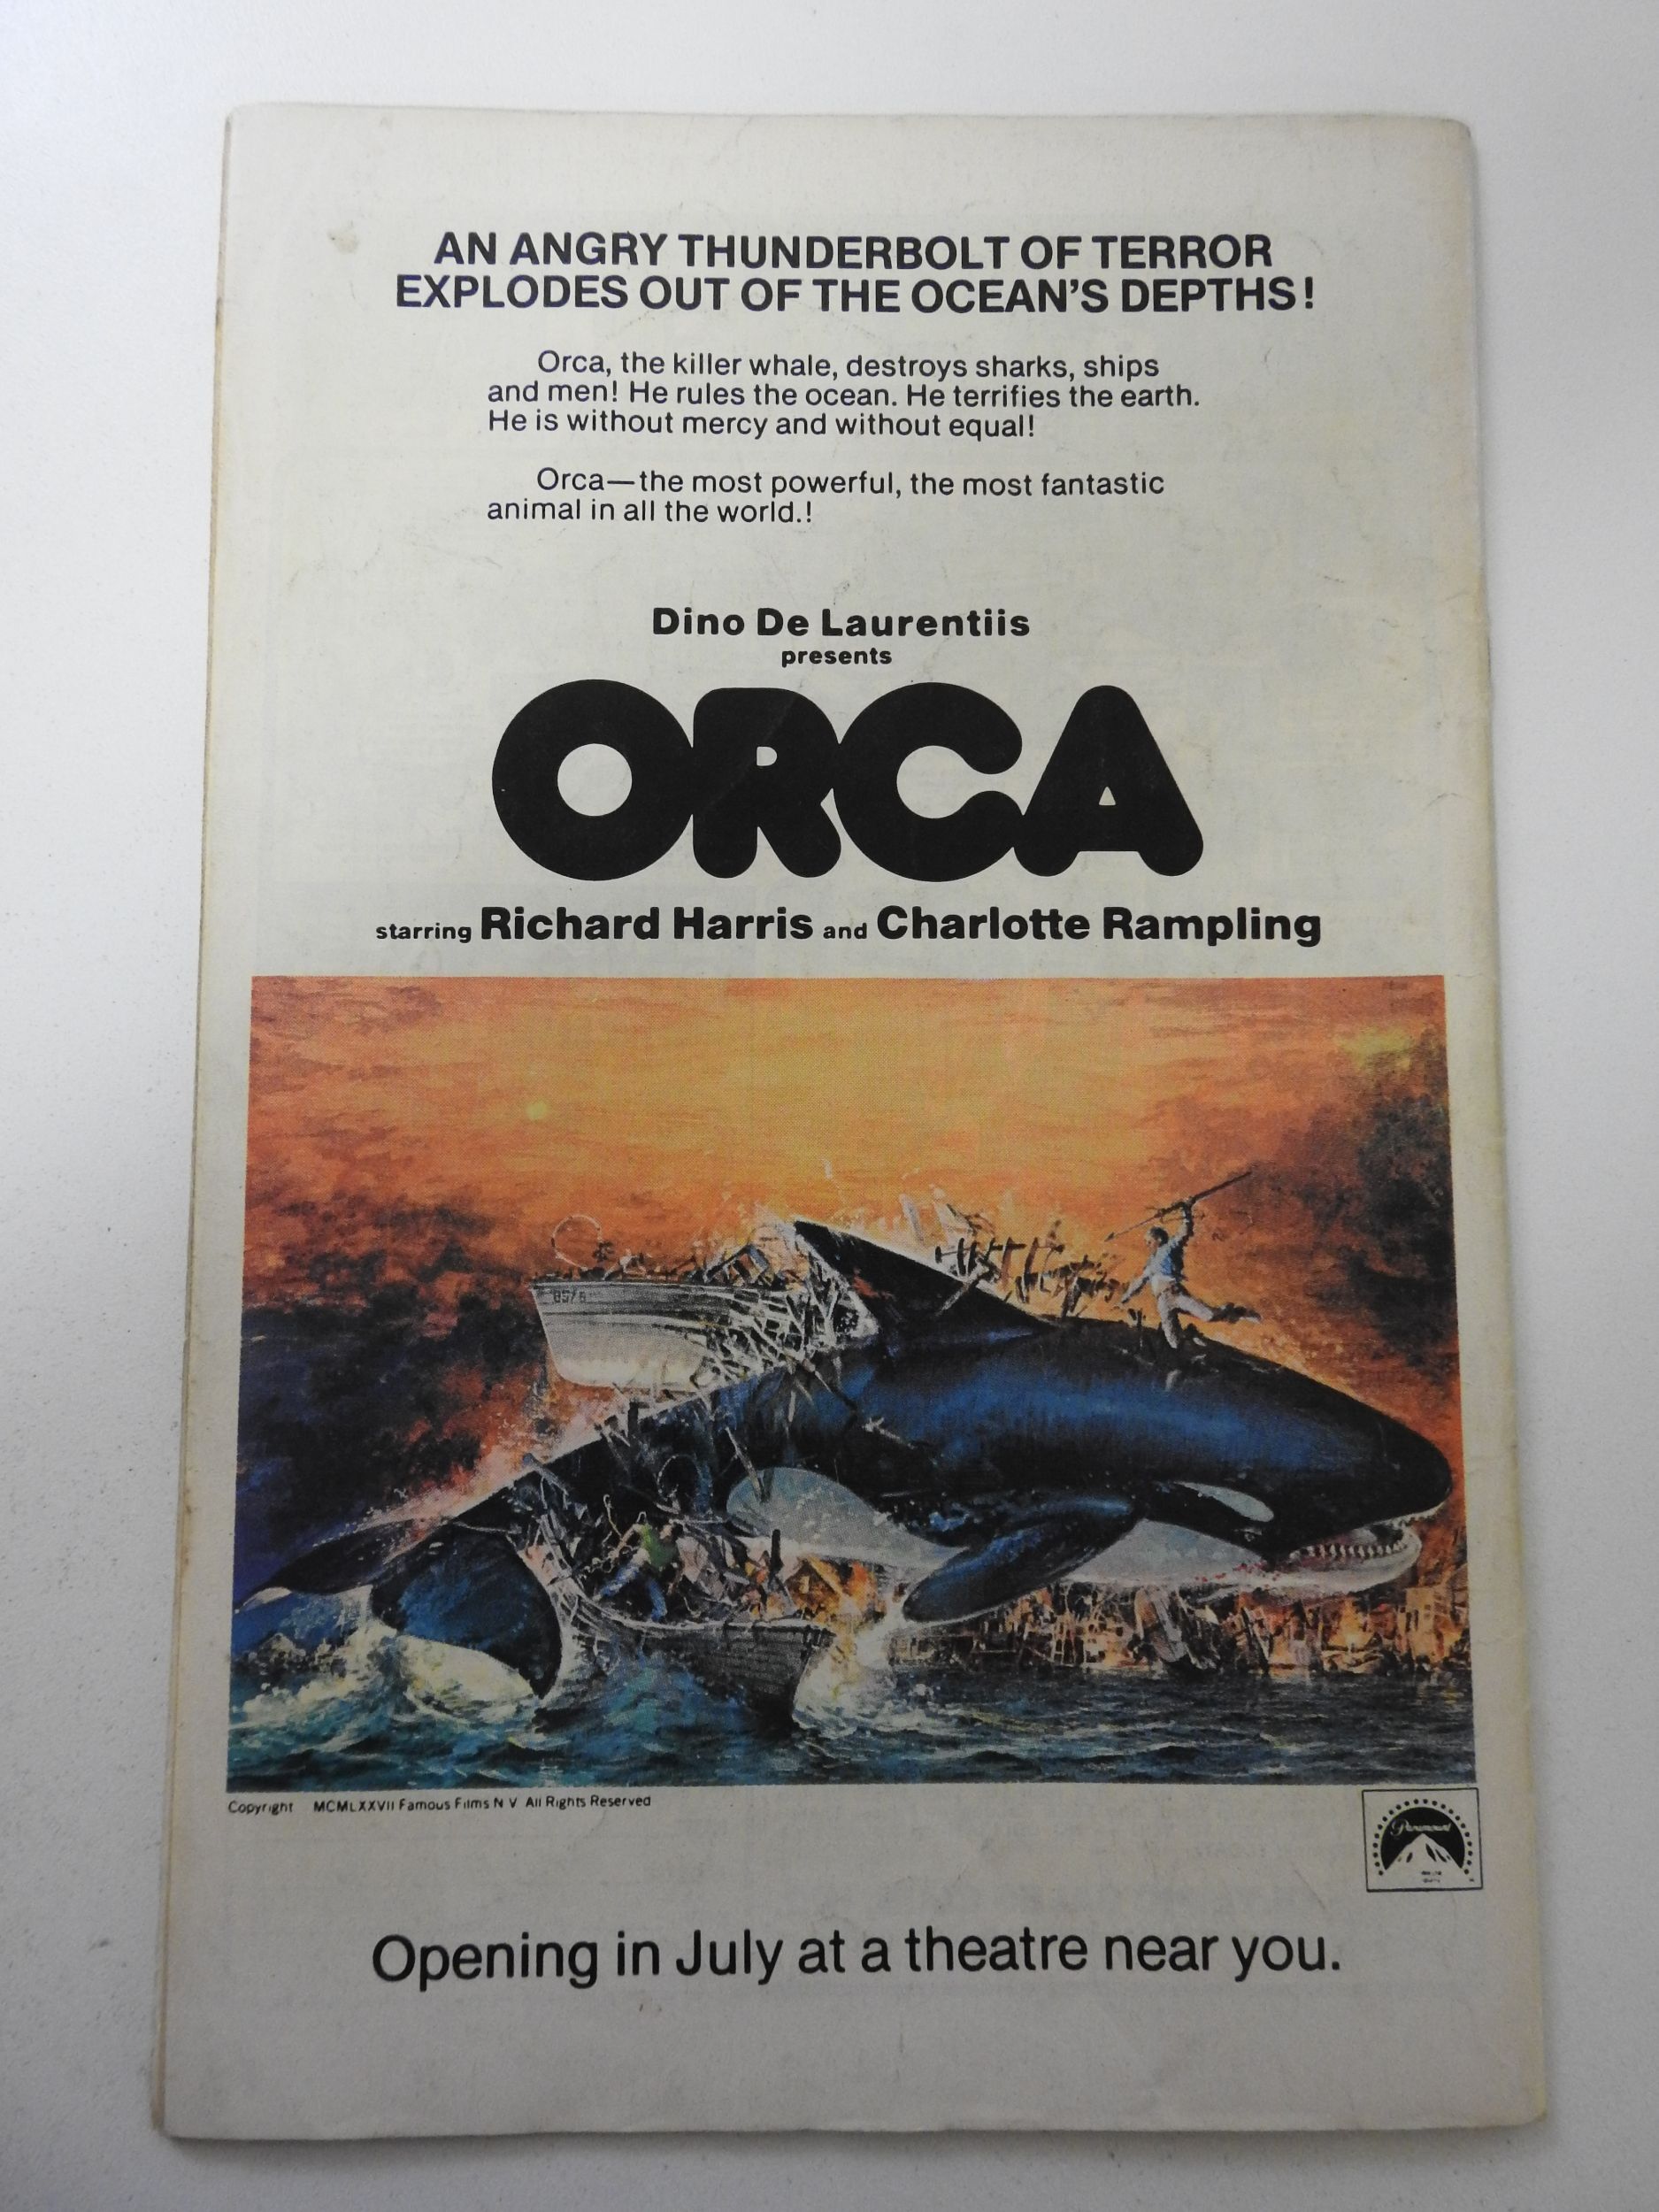 AN ANGRY THUNDERBOLT OF TERROR
EXPLODES OUT OF THE OCEAN'S DEPTHS!
Orca, the killer whale, destroys sharks, ships
and men! He rules the ocean. He terrifies the earth.
He is without mercy and without equal!
Orca—the most powerful, the most fantastic
animal in all the world.!
Dino De Laurentiis
presents
ORCA
starring Richard Harris and Charlotte Rampling
Copyright MCMLXXVII Famous Films N V All Rights Reserved
Paramount
Opening in July at a theatre near you.